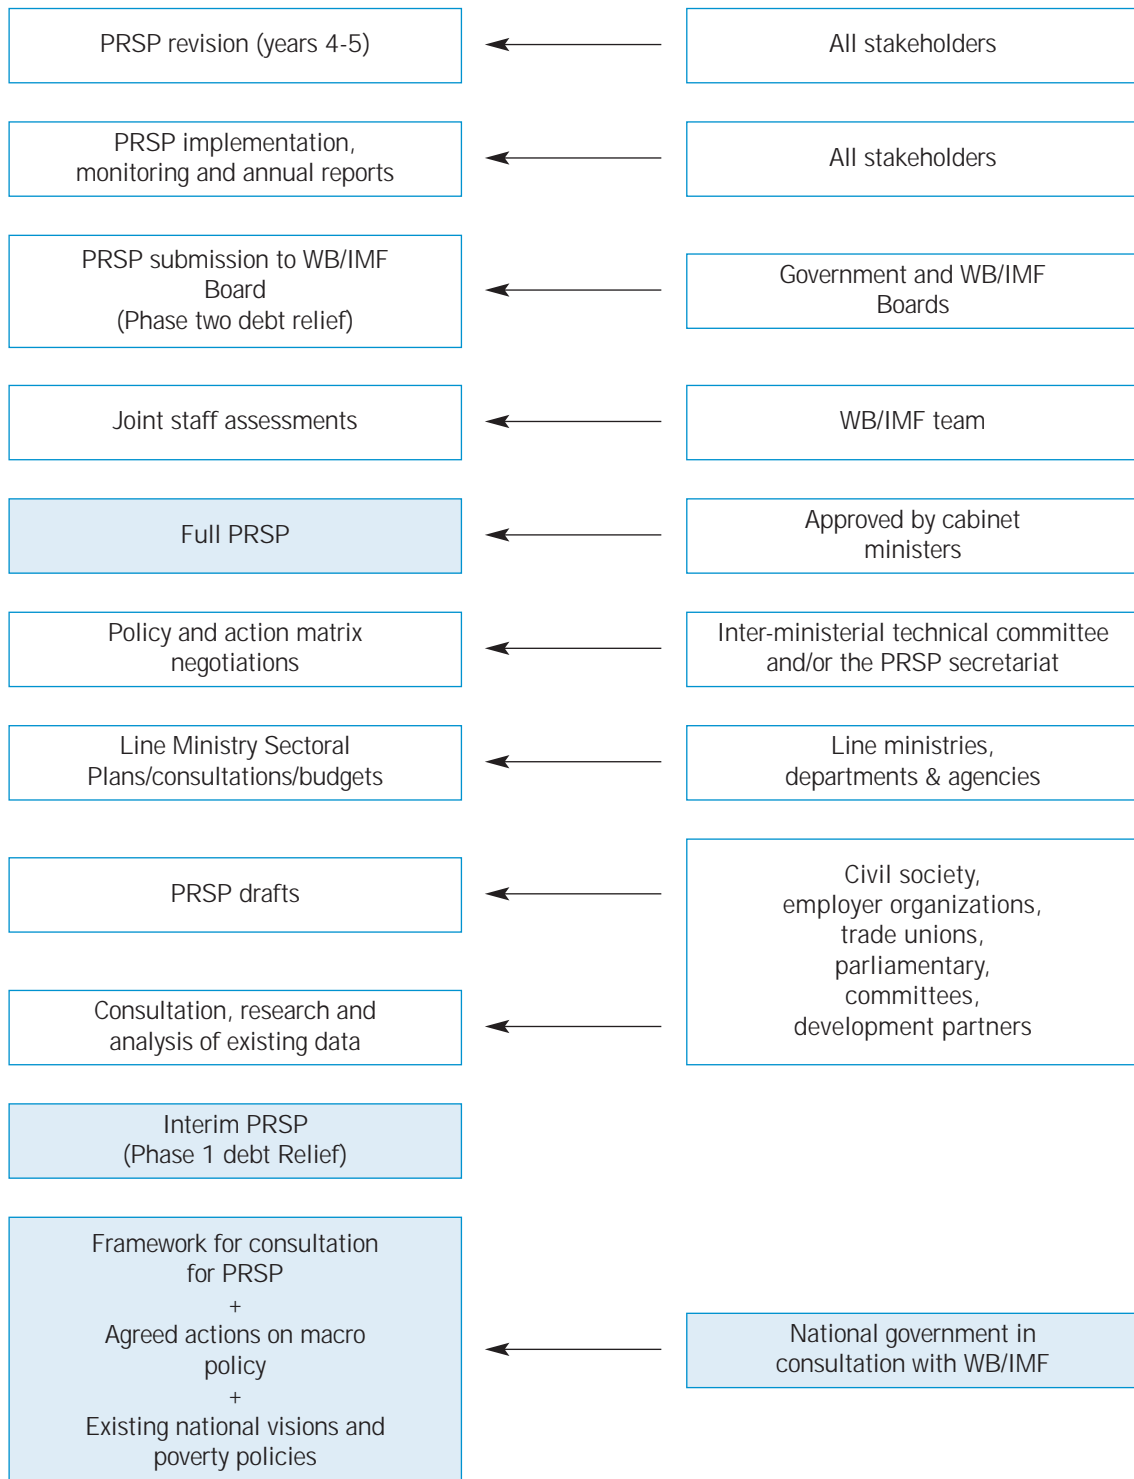 PRSP revision (years 4-5)
All stakeholders
PRSP implementation,
monitoring and annual reports
All stakeholders
PRSP submission to WB/IMF
Board
(Phase two debt relief)
Government and WB/IMF
Boards
Joint staff assessments
WB/IMF team
Full PRSP
Approved by cabinet
ministers
Policy and action matrix
negotiations
Inter-ministerial technical committee
and/or the PRSP secretariat
Line Ministry Sectoral
Plans/consultations/budgets
Line ministries,
departments & agencies
PRSP drafts
Consultation, research and
analysis of existing data
Civil society,
employer organizations,
trade unions,
parliamentary,
committees,
development partners
Interim PRSP
(Phase 1 debt Relief)
Framework for consultation
for PRSP
+
Agreed actions on macro
policy
+
Existing national visions and
poverty policies
National government in
consultation with WB/IMF